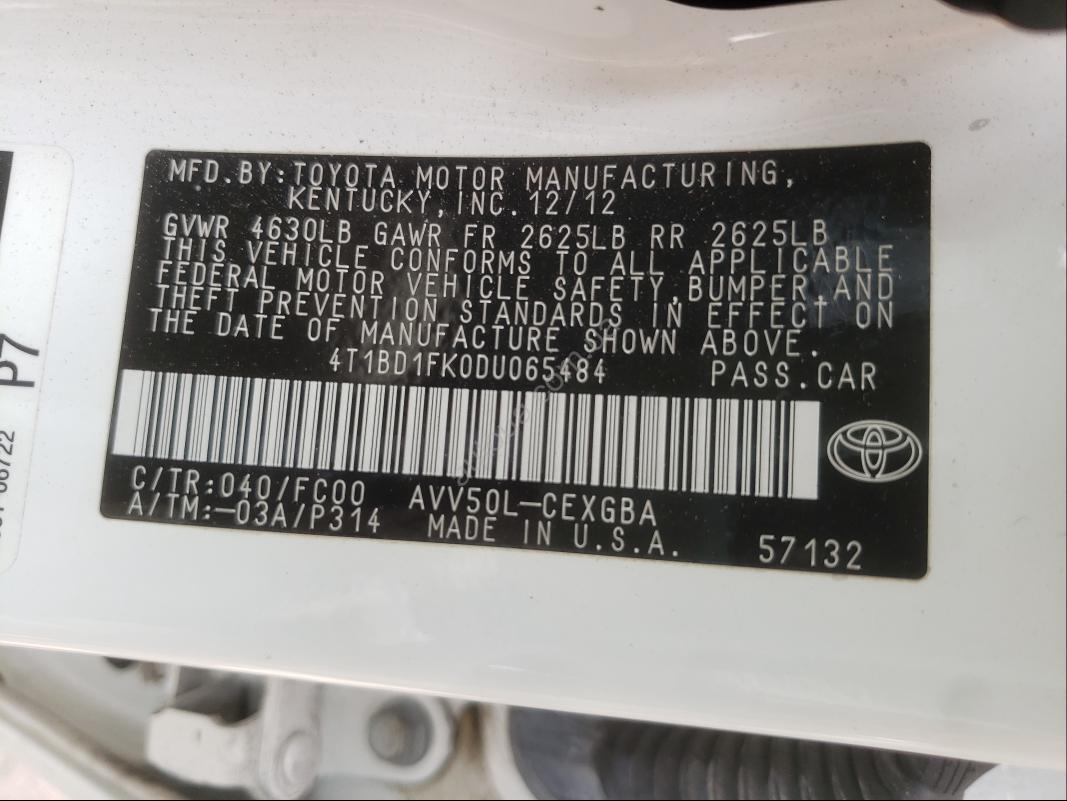 MFD.BY:TOYOTA MOTOR MANUFACTURING,
KENTUCKY,INC.12/12
GVWR 4630LB GAWR FR 2625LB RR 2625LB
THIS VEHICLE CONFORMS TO ALL APPLICABLE
FEDERAL MOTOR VEHICLE SAFETY,BUMPER,AND
THEFT PREVENTION STANDARDS IN EFFECT ON
THE DATE OF MANUFACTURE SHOWN ABOVE.
4T1BD1FK0DU065484 PASS.CAR
C/TR:040/FC00 AVV50L-CEXGBA
A/TM:-03A/P314 MADE IN U.S.A. 57132
P7